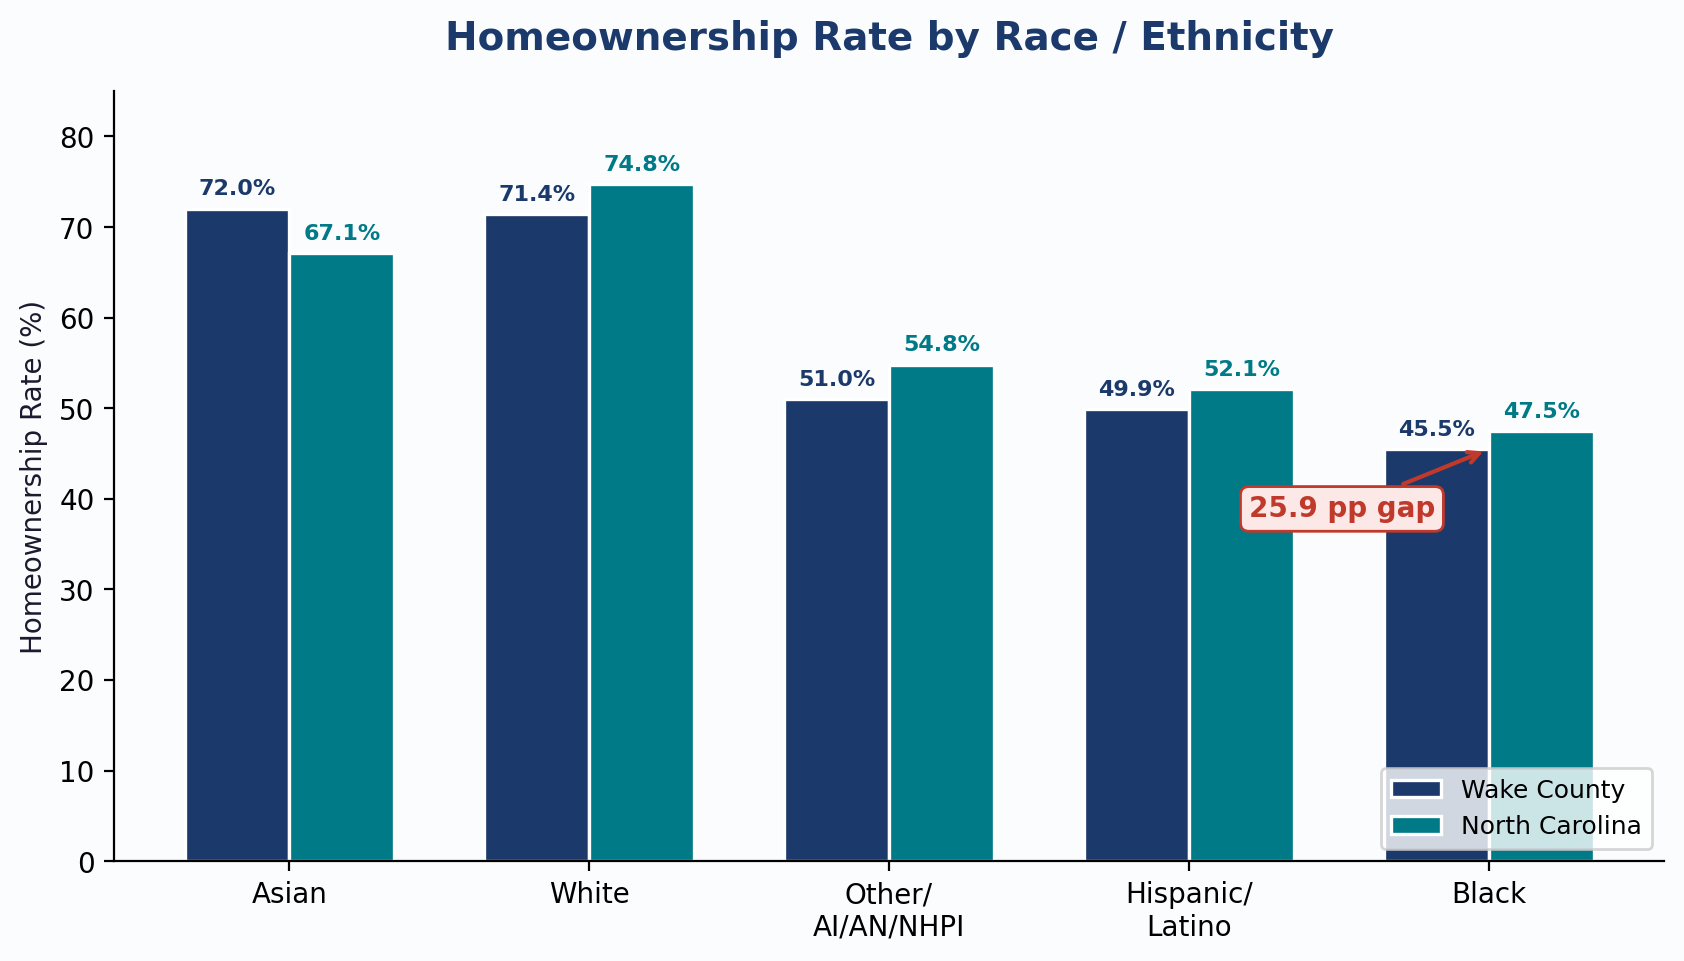 Homeownership Rate by Race / Ethnicity
Homeownership Rate (%)
80
70
60
50
40
30
20
10
0
72.0%
67.1%
71.4%
74.8%
51.0%
54.8%
49.9%
52.1%
45.5%
47.5%
25.9 pp gap
Wake County
North Carolina
Asian
White
Other/
AI/AN/NHPI
Hispanic/
Latino
Black